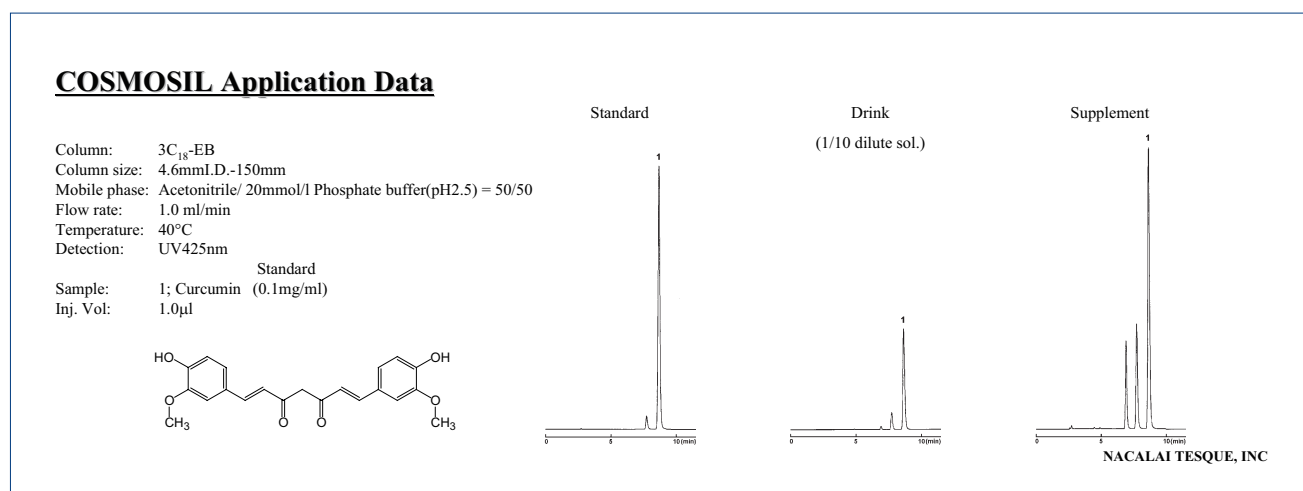 COSMOSIL Application Data
Column: 3C18-EB
Column size: 4.6mmI.D.-150mm
Mobile phase: Acetonitrile/ 20mmol/l Phosphate buffer(pH2.5) = 50/50
Flow rate: 1.0 ml/min
Temperature: 40°C
Detection: UV425nm
Standard
Sample: 1; Curcumin (0.1mg/ml)
Inj. Vol: 1.0μl
HO
O
CH3
O
O
OH
O
CH3
Standard
1
0 5 10(min)
Drink
(1/10 dilute sol.)
1
0 5 10(min)
Supplement
1
0 5 10(min)
NACALAI TESQUE, INC